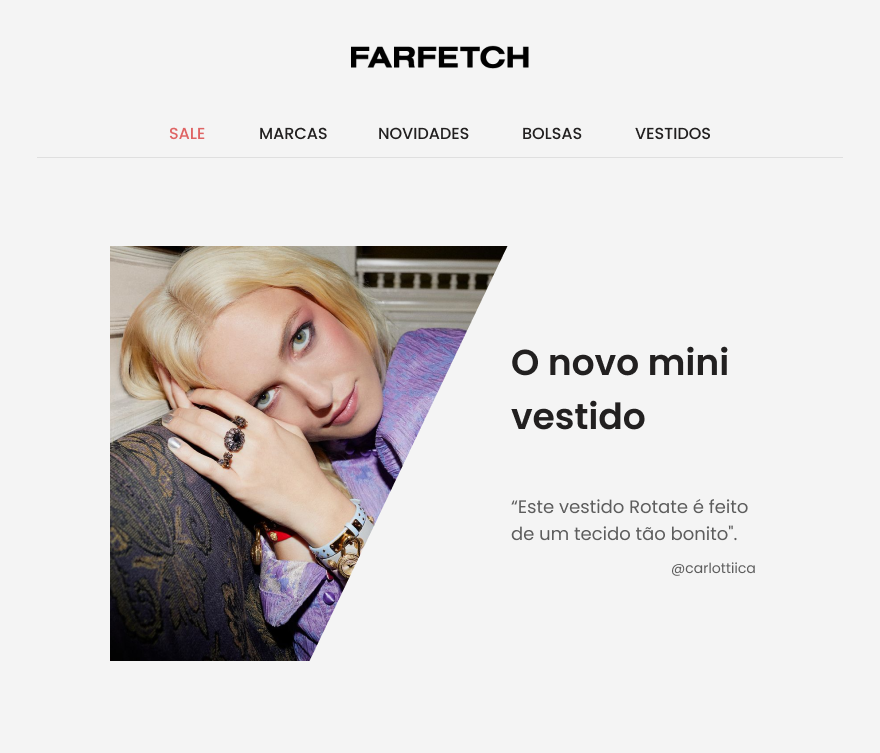 FARFETCH
SALE MARCAS NOVIDADES BOLSAS VESTIDOS
O novo mini
vestido
“Este vestido Rotate é feito
de um tecido tão bonito".
@carlottiica